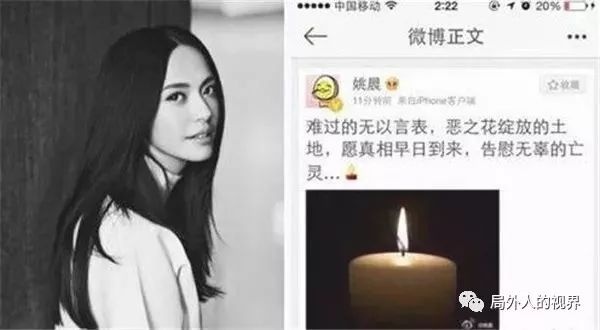 中国移动
2:22
20%
微博正文
姚晨
收藏
11分钟前 来自iPhone客户端
难过的无以言表，恶之花绽放的土
地，愿真相早日到来，告慰无辜的亡
灵...
局外人的视界